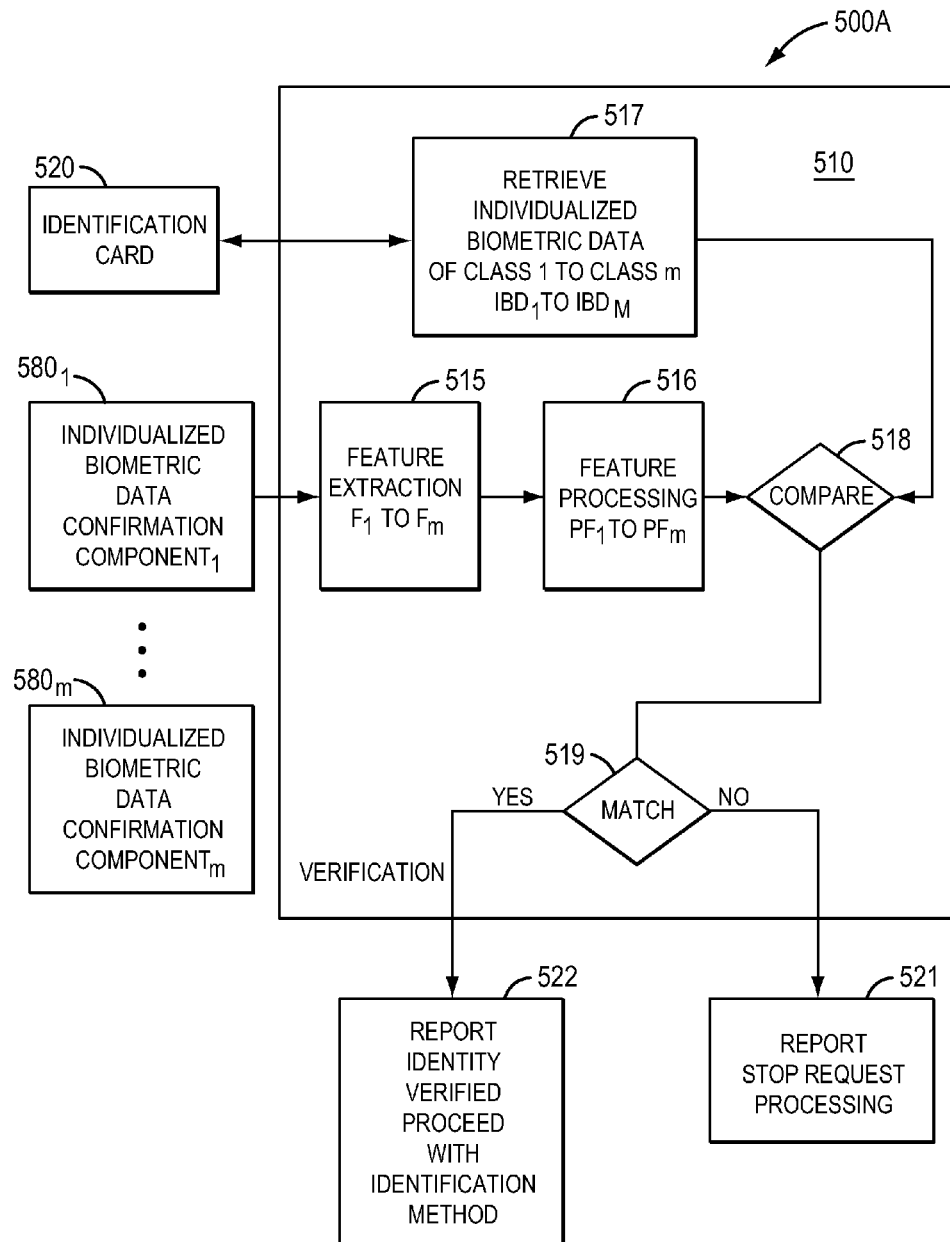 500A
517
510
520
RETRIEVE
INDIVIDUALIZED
BIOMETRIC DATA
OF CLASS 1 TO CLASS m
IBD₁ TO IBD_M
IDENTIFICATION
CARD
580₁
INDIVIDUALIZED
BIOMETRIC
DATA
CONFIRMATION
COMPONENT₁
515
FEATURE
EXTRACTION
F₁ TO Fₘ
516
FEATURE
PROCESSING
PF₁ TO PFₘ
518
COMPARE
580ₘ
INDIVIDUALIZED
BIOMETRIC
DATA
CONFIRMATION
COMPONENTₘ
519
YES
MATCH
NO
VERIFICATION
522
REPORT
IDENTITY
VERIFIED
PROCEED
WITH
IDENTIFICATION
METHOD
521
REPORT
STOP REQUEST
PROCESSING